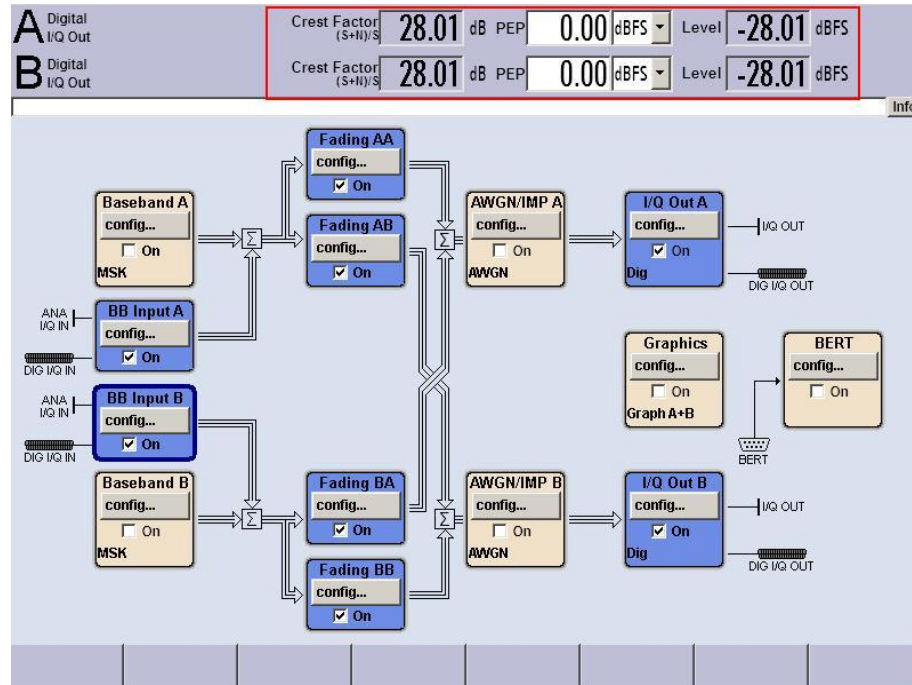 A Digital I/Q Out
Crest Factor (S+N)/S 28.01 dB PEP 0.00 dBFS Level -28.01 dBFS
B Digital I/Q Out
Crest Factor (S+N)/S 28.01 dB PEP 0.00 dBFS Level -28.01 dBFS
Info
Fading AA
config...
On
Baseband A
config...
On
MSK
Fading AB
config...
On
AWGN/IMP A
config...
On
AWGN
I/Q Out A
config...
On
Dig
I/Q OUT
DIG I/Q OUT
Σ
Σ
ANA I/Q IN
DIG I/Q IN
BB Input A
config...
On
Graphics
config...
On
Graph A+B
BERT
config...
On
BERT
ANA I/Q IN
DIG I/Q IN
BB Input B
config...
On
Baseband B
config...
On
MSK
Σ
Fading BA
config...
On
Σ
AWGN/IMP B
config...
On
AWGN
I/Q Out B
config...
On
Dig
I/Q OUT
DIG I/Q OUT
Fading BB
config...
On